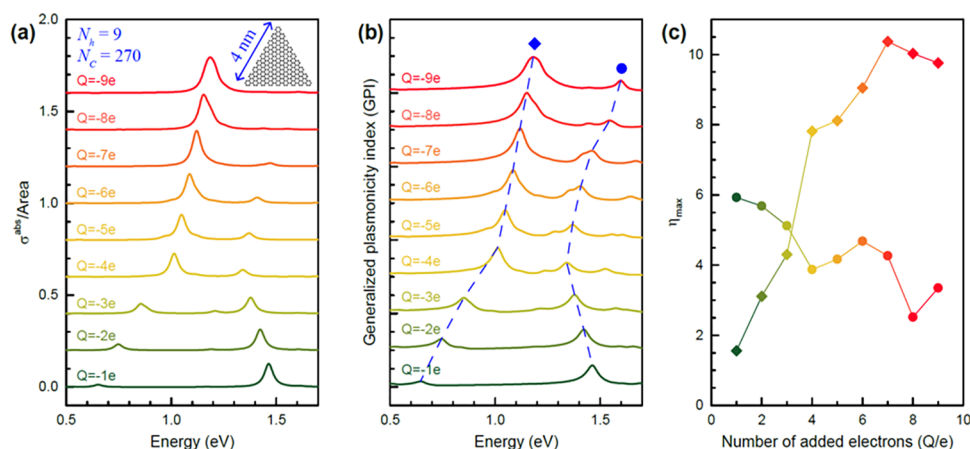 (a)
N_h = 9
N_C = 270
4 nm
Q=-9e
Q=-8e
Q=-7e
Q=-6e
Q=-5e
Q=-4e
Q=-3e
Q=-2e
Q=-1e
2.0
1.5
1.0
0.5
0.0
σ^abs/Area
0.5 1.0 1.5
Energy (eV)
(b)
Q=-9e
Q=-8e
Q=-7e
Q=-6e
Q=-5e
Q=-4e
Q=-3e
Q=-2e
Q=-1e
Generalized plasmonicity index (GPI)
0.5 1.0 1.5
Energy (eV)
(c)
12
10
8
6
4
2
0
η_max
0 2 4 6 8 10
Number of added electrons (Q/e)